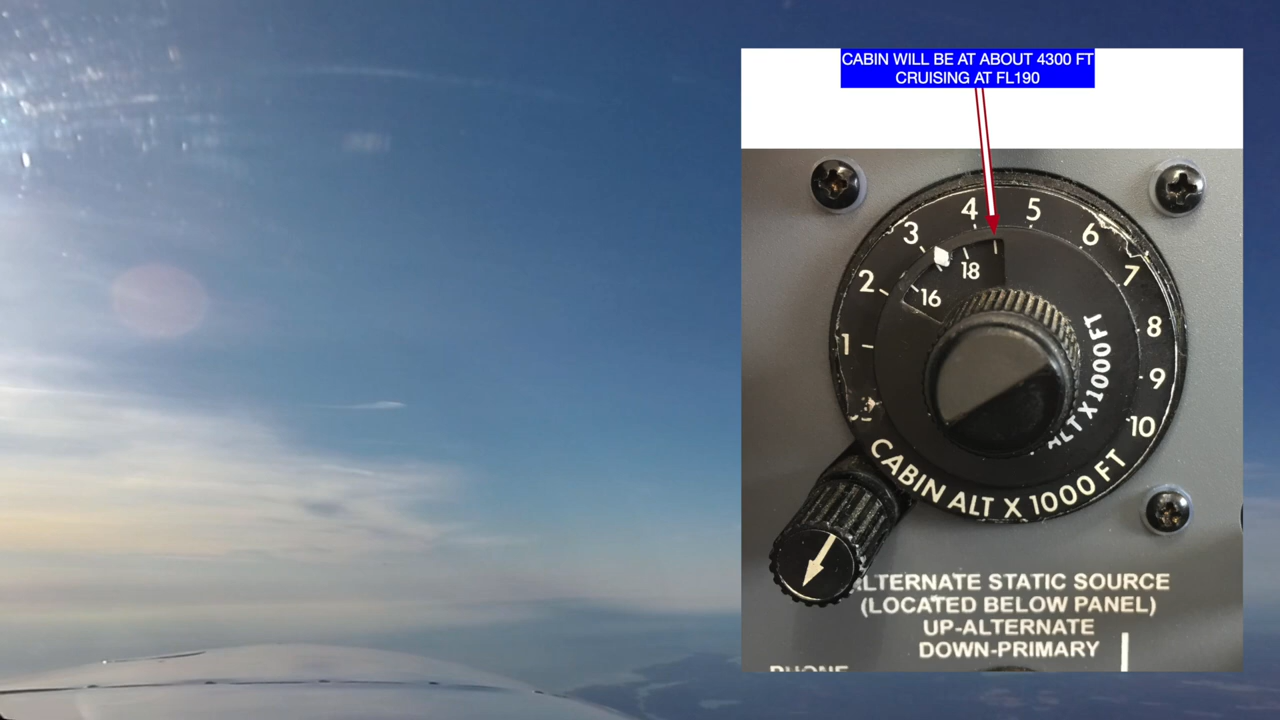 CABIN WILL BE AT ABOUT 4300 FT
CRUISING AT FL190
1 2 3 4 5 6 7 8 9 10
16 18
ALT X 1000 FT
CABIN ALT X 1000 FT
ALTERNATE STATIC SOURCE
(LOCATED BELOW PANEL)
UP-ALTERNATE
DOWN-PRIMARY
PHONE